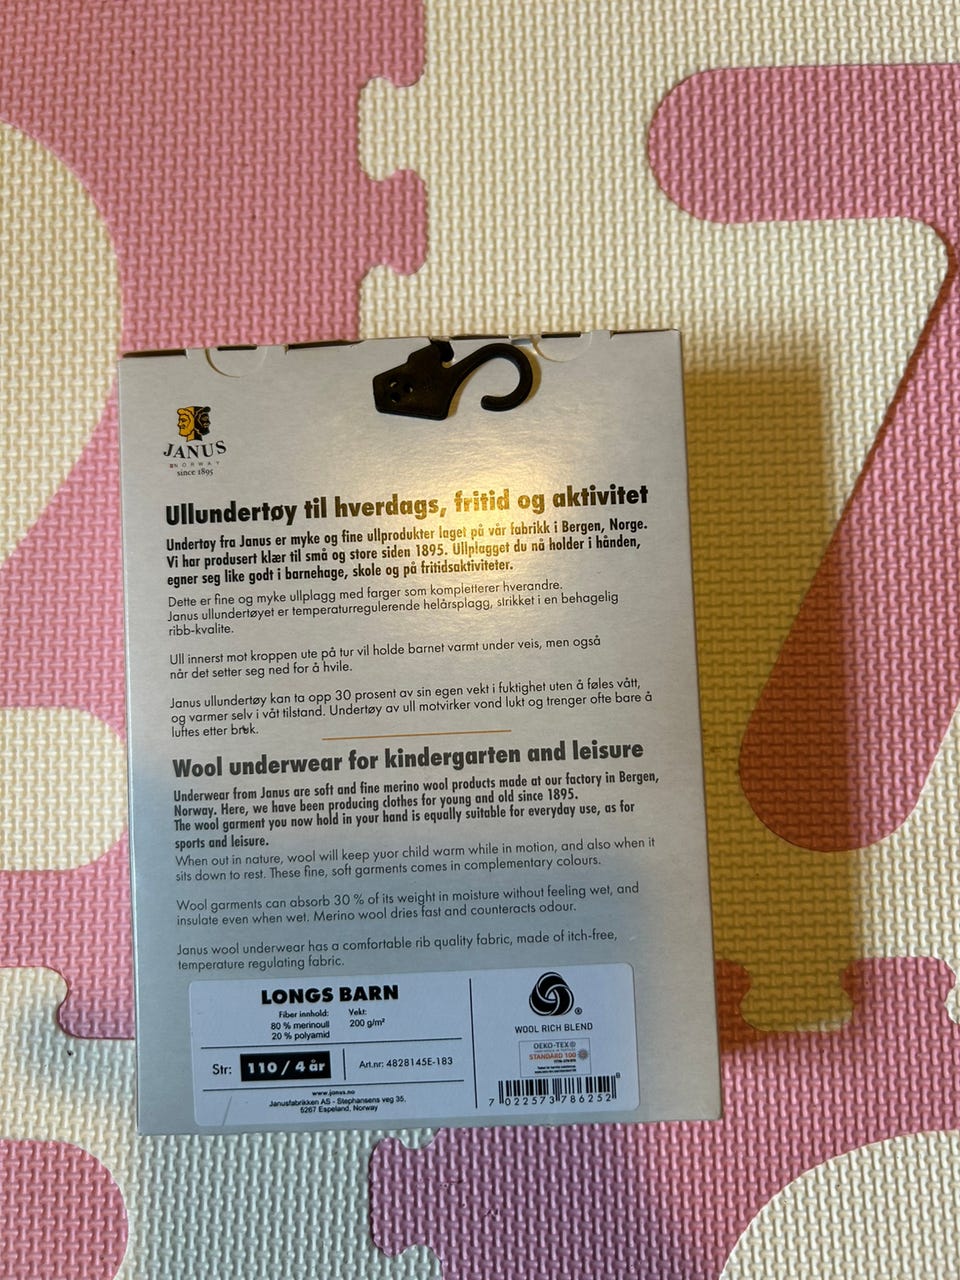 JANUS
NORWAY
since 1895
Ullundertøy til hverdags, fritid og aktivitet
Undertøy fra Janus er myke og fine ullprodukter laget på vår fabrikk i Bergen, Norge.
Vi har produsert klær til små og store siden 1895. Ullplagget du nå holder i hånden,
egner seg like godt i barnehage, skole og på fritidsaktiviteter.
Dette er fine og myke ullplagg med farger som kompletterer hverandre.
Janus ullundertøyet er temperaturregulerende helårsplagg, strikket i en behagelig
ribb-kvalite.
Ull innerst mot kroppen ute på tur vil holde barnet varmt under veis, men også
når det setter seg ned for å hvile.
Janus ullundertøy kan ta opp 30 prosent av sin egen vekt i fuktighet uten å føles vått,
og varmer selv i våt tilstand. Undertøy av ull motvirker vond lukt og trenger ofte bare å
luftes etter bruk.
Wool underwear for kindergarten and leisure
Underwear from Janus are soft and fine merino wool products made at our factory in Bergen,
Norway. Here, we have been producing clothes for young and old since 1895.
The wool garment you now hold in your hand is equally suitable for everyday use, as for
sports and leisure.
When out in nature, wool will keep yuor child warm while in motion, and also when it
sits down to rest. These fine, soft garments comes in complementary colours.
Wool garments can absorb 30 % of its weight in moisture without feeling wet, and
insulate even when wet. Merino wool dries fast and counteracts odour.
Janus wool underwear has a comfortable rib quality fabric, made of itch-free,
temperature regulating fabric.
LONGS BARN
Fiber innhold: Vekt:
80 % merinoull 200 g/m²
20 % polyamid
Str: 110 / 4 år Art.nr: 4828145E-183
www.janus.no
Janusfabrikken AS - Stephansens veg 35,
5267 Espeland, Norway
®
WOOL RICH BLEND
OEKO-TEX®
STANDARD 100
7 022573 786252